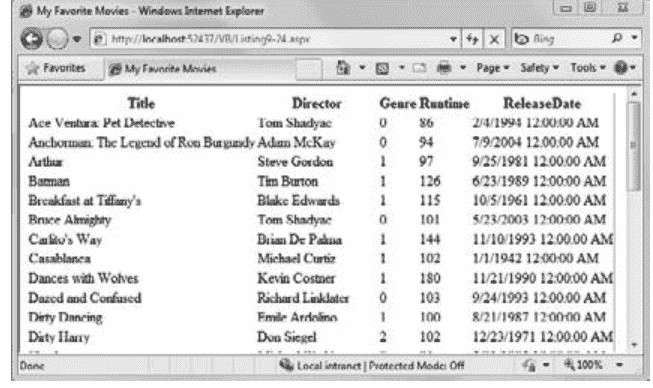 My Favorite Movies - Windows Internet Explorer
http://localhost:52437/VB/Listing9-24.aspx Bing
Favorites My Favorite Movies Page Safety Tools
Title Director Genre Runtime ReleaseDate
Ace Ventura: Pet Detective Tom Shadyac 0 86 2/4/1994 12:00:00 AM
Anchorman: The Legend of Ron Burgundy Adam McKay 0 94 7/9/2004 12:00:00 AM
Arthur Steve Gordon 1 97 9/25/1981 12:00:00 AM
Batman Tim Burton 1 126 6/23/1989 12:00:00 AM
Breakfast at Tiffany's Blake Edwards 1 115 10/5/1961 12:00:00 AM
Bruce Almighty Tom Shadyac 0 101 5/23/2003 12:00:00 AM
Carlito's Way Brian De Palma 1 144 11/10/1993 12:00:00 AM
Casablanca Michael Curtiz 1 102 1/1/1942 12:00:00 AM
Dances with Wolves Kevin Costner 1 180 11/21/1990 12:00:00 AM
Dazed and Confused Richard Linklater 0 103 9/24/1993 12:00:00 AM
Dirty Dancing Emile Ardolino 1 100 8/21/1987 12:00:00 AM
Dirty Harry Don Siegel 2 102 12/23/1971 12:00:00 AM
Done Local intranet | Protected Mode: Off 100%